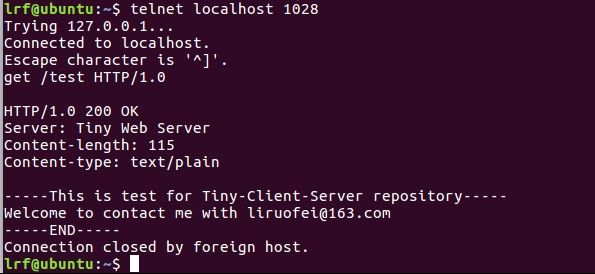 lrf@ubuntu:~$ telnet localhost 1028
Trying 127.0.0.1...
Connected to localhost.
Escape character is '^]'.
get /test HTTP/1.0

HTTP/1.0 200 OK
Server: Tiny Web Server
Content-length: 115
Content-type: text/plain

-----This is test for Tiny-Client-Server repository-----
Welcome to contact me with liruofei@163.com
-----END-----
Connection closed by foreign host.
lrf@ubuntu:~$